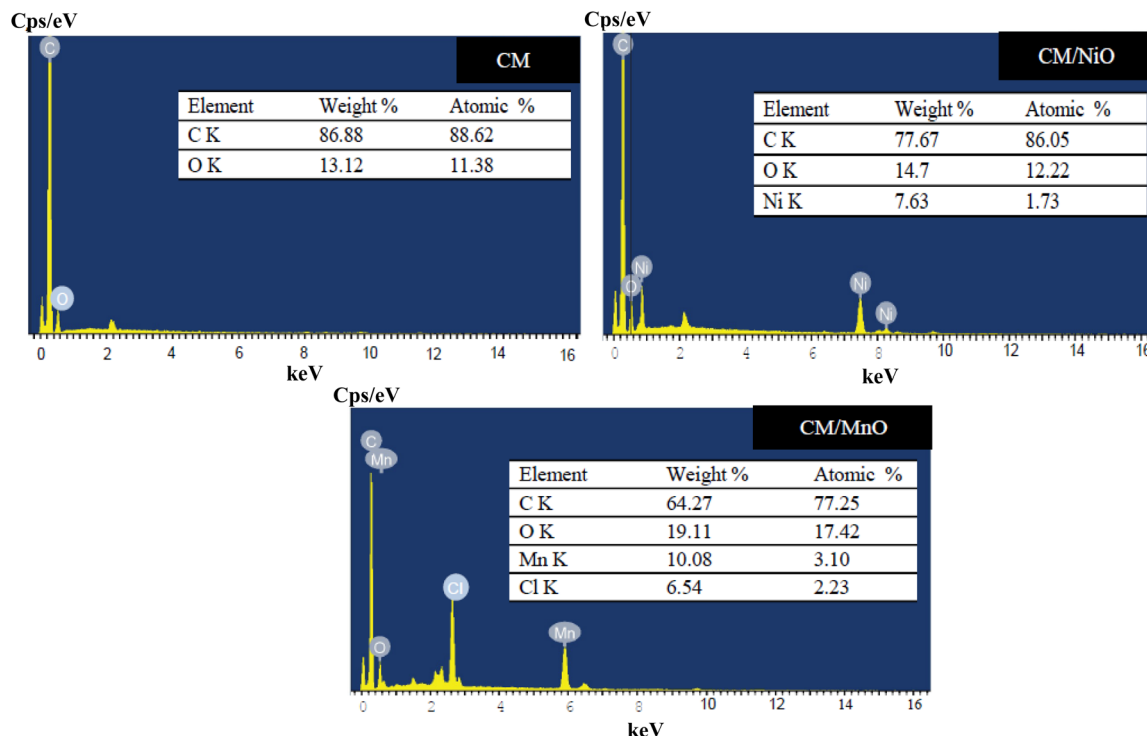 Cps/eV
CM
C
Element Weight % Atomic %
C K 86.88 88.62
O K 13.12 11.38
O
0 2 4 6 8 10 12 14 16
keV
Cps/eV
CM/NiO
C
Element Weight % Atomic %
C K 77.67 86.05
O K 14.7 12.22
Ni K 7.63 1.73
Ni
O
Ni
Ni
0 2 4 6 8 10 12 14 16
keV
Cps/eV
CM/MnO
C
Mn
Element Weight % Atomic %
C K 64.27 77.25
O K 19.11 17.42
Mn K 10.08 3.10
Cl K 6.54 2.23
Cl
Mn
O
0 2 4 6 8 10 12 14 16
keV